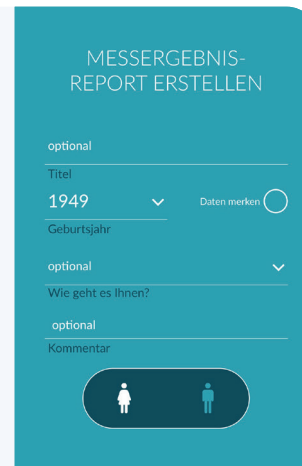 MESSERGEBNIS-
REPORT ERSTELLEN
optional
Titel
1949
Daten merken
Geburtsjahr
optional
Wie geht es Ihnen?
optional
Kommentar